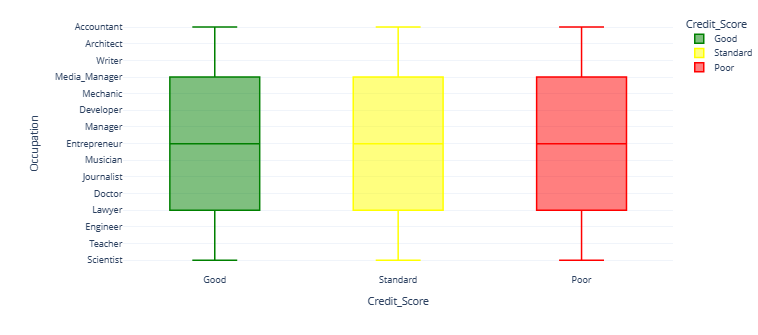 Credit_Score
Good
Standard
Poor
Occupation
Accountant
Architect
Writer
Media_Manager
Mechanic
Developer
Manager
Entrepreneur
Musician
Journalist
Doctor
Lawyer
Engineer
Teacher
Scientist
Good
Standard
Poor
Credit_Score